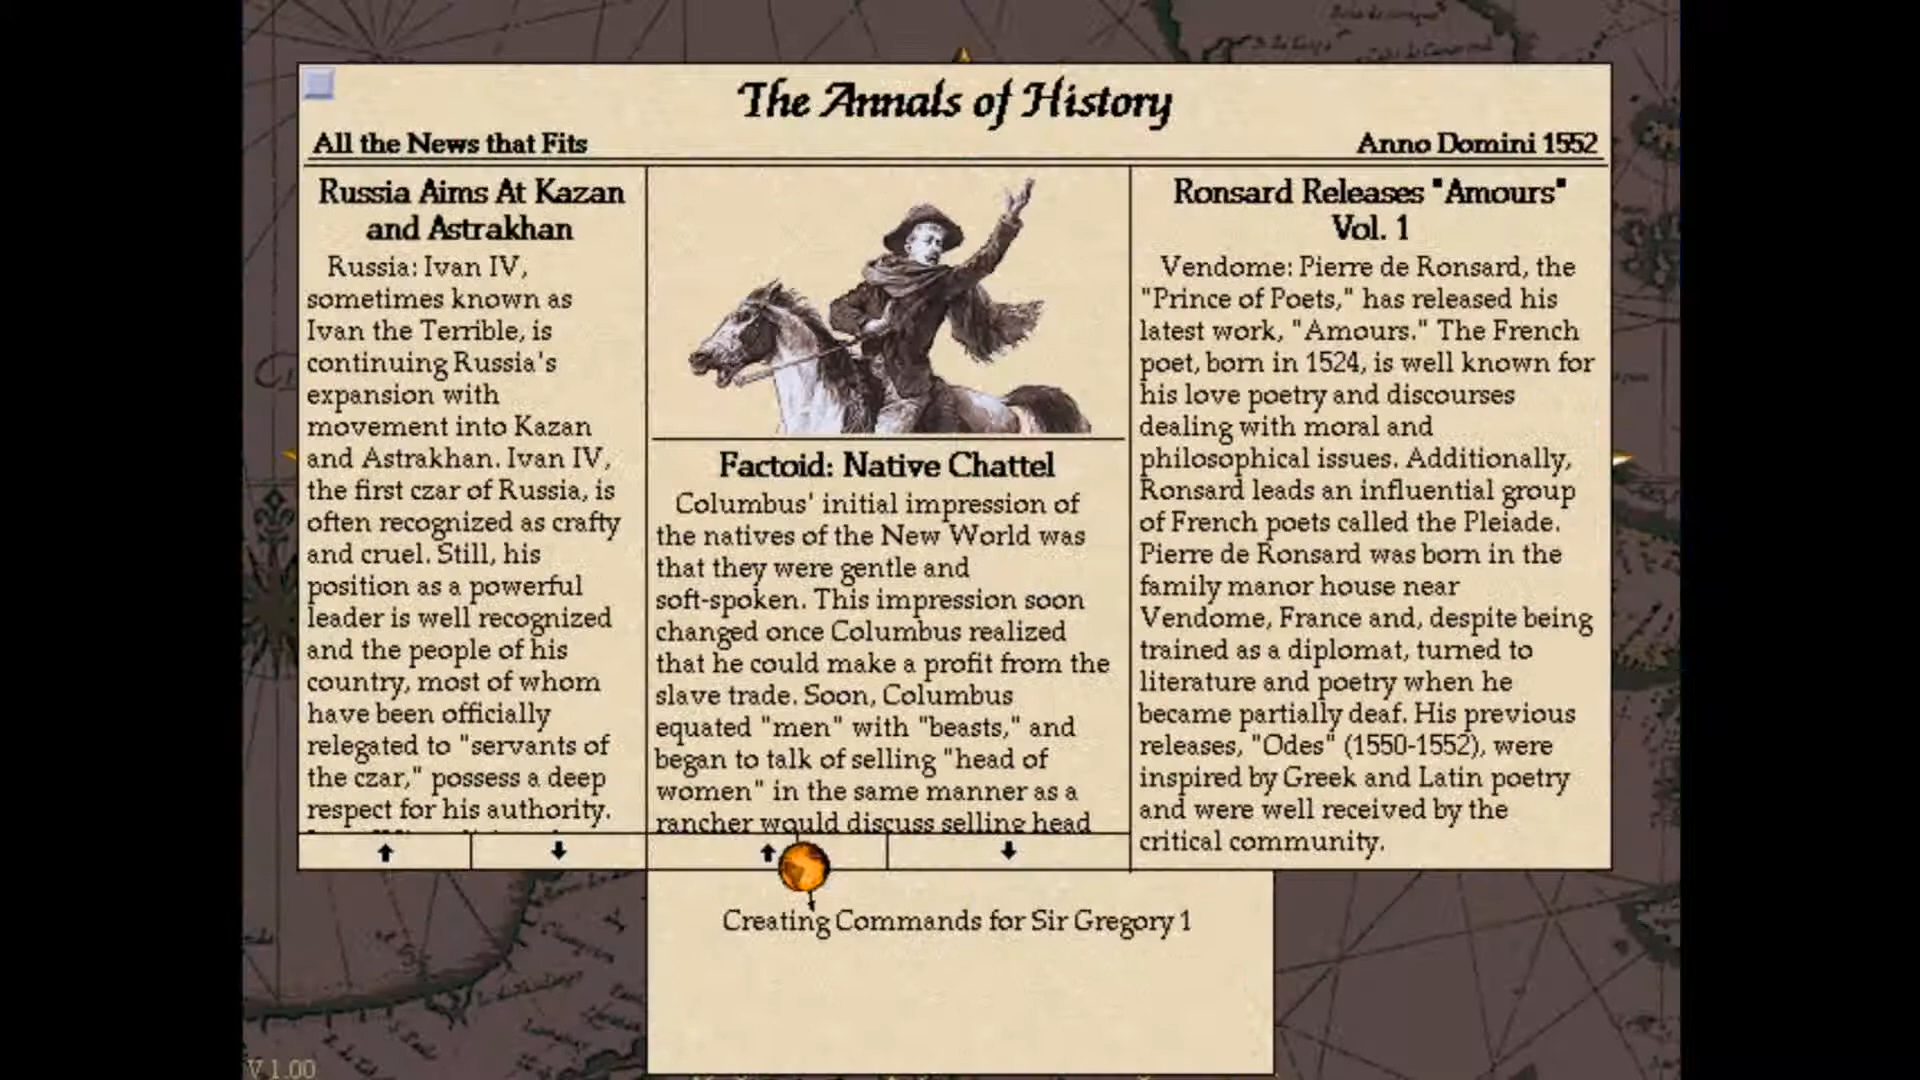 The Annals of History
All the News that Fits
Anno Domini 1552
Russia Aims At Kazan
and Astrakhan
Russia: Ivan IV,
sometimes known as
Ivan the Terrible, is
continuing Russia's
expansion with
movement into Kazan
and Astrakhan. Ivan IV,
the first czar of Russia, is
often recognized as crafty
and cruel. Still, his
position as a powerful
leader is well recognized
and the people of his
country, most of whom
have been officially
relegated to "servants of
the czar," possess a deep
respect for his authority.
Factoid: Native Chattel
Columbus' initial impression of
the natives of the New World was
that they were gentle and
soft-spoken. This impression soon
changed once Columbus realized
that he could make a profit from the
slave trade. Soon, Columbus
equated "men" with "beasts," and
began to talk of selling "head of
women" in the same manner as a
rancher would discuss selling head
Ronsard Releases "Amours"
Vol. 1
Vendome: Pierre de Ronsard, the
"Prince of Poets," has released his
latest work, "Amours." The French
poet, born in 1524, is well known for
his love poetry and discourses
dealing with moral and
philosophical issues. Additionally,
Ronsard leads an influential group
of French poets called the Pleiade.
Pierre de Ronsard was born in the
family manor house near
Vendome, France and, despite being
trained as a diplomat, turned to
literature and poetry when he
became partially deaf. His previous
releases, "Odes" (1550-1552), were
inspired by Greek and Latin poetry
and were well received by the
critical community.
Creating Commands for Sir Gregory 1
V 1.00